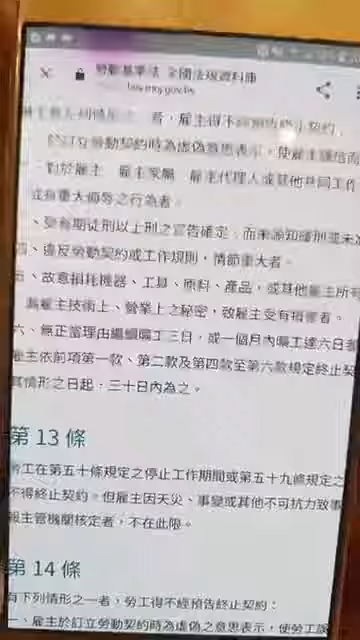 勞動基準法 全國法規資料庫
law.moj.gov.tw
者，雇主得不經預告終止契約：
於訂立勞動契約時為虛偽意思表示，使雇主誤信而
對於雇主、雇主家屬、雇主代理人或其他共同工作
或有重大侮辱之行為者。
、受有期徒刑以上刑之宣告確定，而未諭知緩刑或未准
四、違反勞動契約或工作規則，情節重大者。
五、故意損耗機器、工具、原料、產品，或其他雇主所有
漏雇主技術上、營業上之秘密，致雇主受有損害者。
六、無正當理由繼續曠工三日，或一個月內曠工達六日者
雇主依前項第一款、第二款及第四款至第六款規定終止契
其情形之日起，三十日內為之。
第 13 條
勞工在第五十條規定之停止工作期間或第五十九條規定之
不得終止契約。但雇主因天災、事變或其他不可抗力致事
報主管機關核定者，不在此限。
第 14 條
有下列情形之一者，勞工得不經預告終止契約：
一、雇主於訂立勞動契約時為虛偽之意思表示，使勞工誤